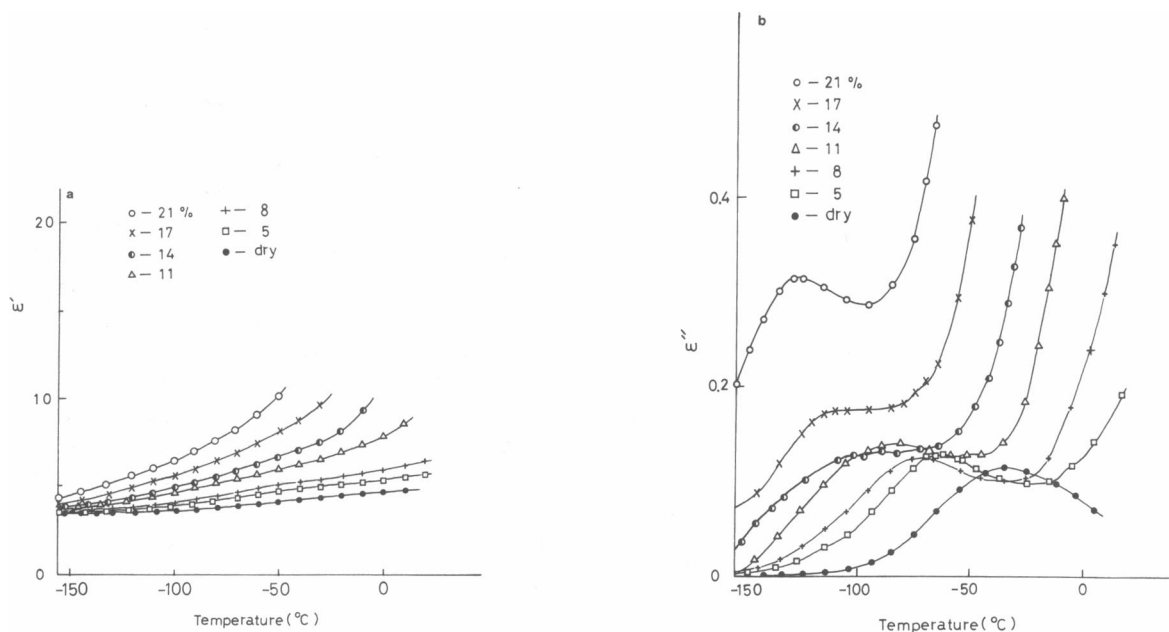 a
20
10
0
ε'
○ – 21 %
× – 17
◐ – 14
△ – 11
+ – 8
□ – 5
● – dry
-150
-100
-50
0
Temperature (°C)
b
○ – 21 %
× – 17
◐ – 14
△ – 11
+ – 8
□ – 5
● – dry
0,4
0,2
0
ε''
-150
-100
-50
0
Temperature (°C)